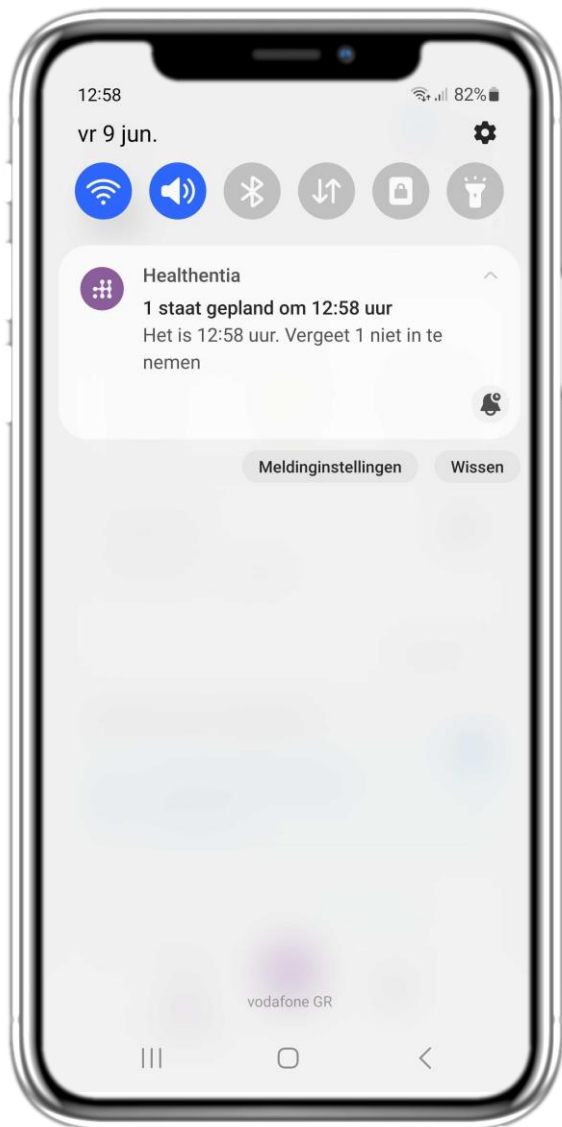 12:58
82%
vr 9 jun.
Healthentia
1 staat gepland om 12:58 uur
Het is 12:58 uur. Vergeet 1 niet in te
nemen
Meldinginstellingen
Wissen
vodafone GR